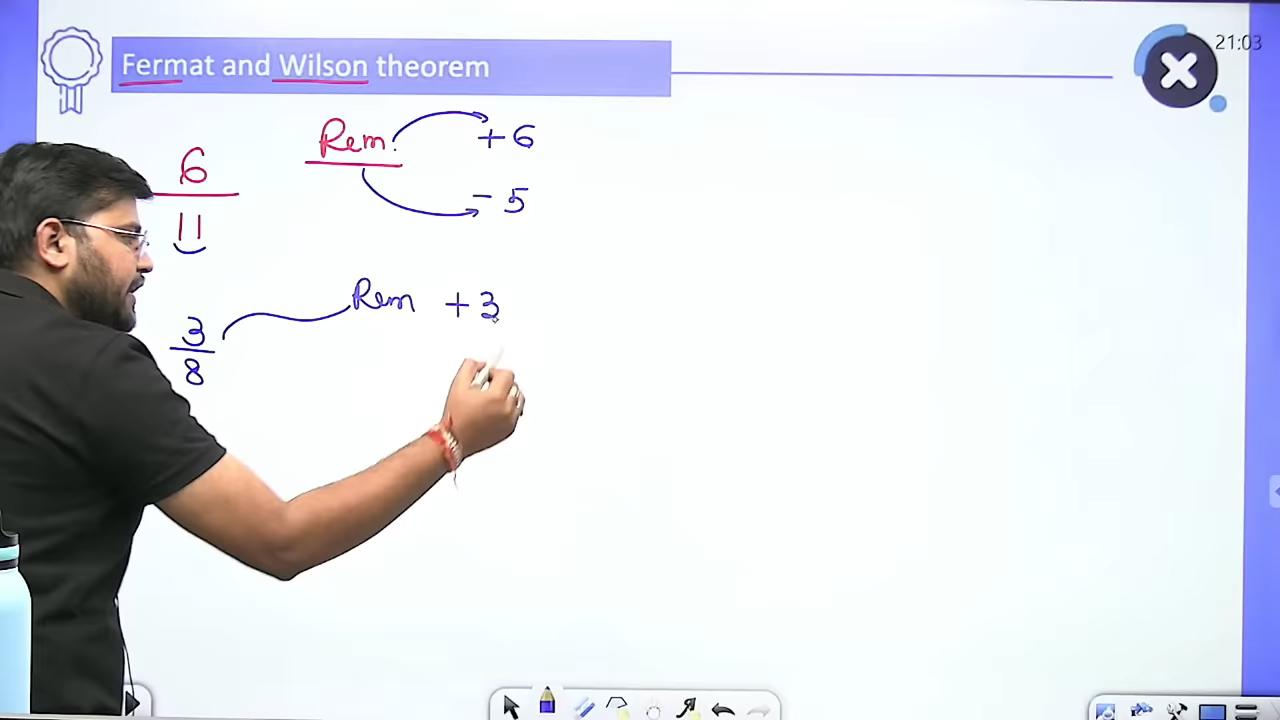 21:03
Fermat and Wilson theorem
6
11
Rem.
+6
-5
3
8
Rem +3